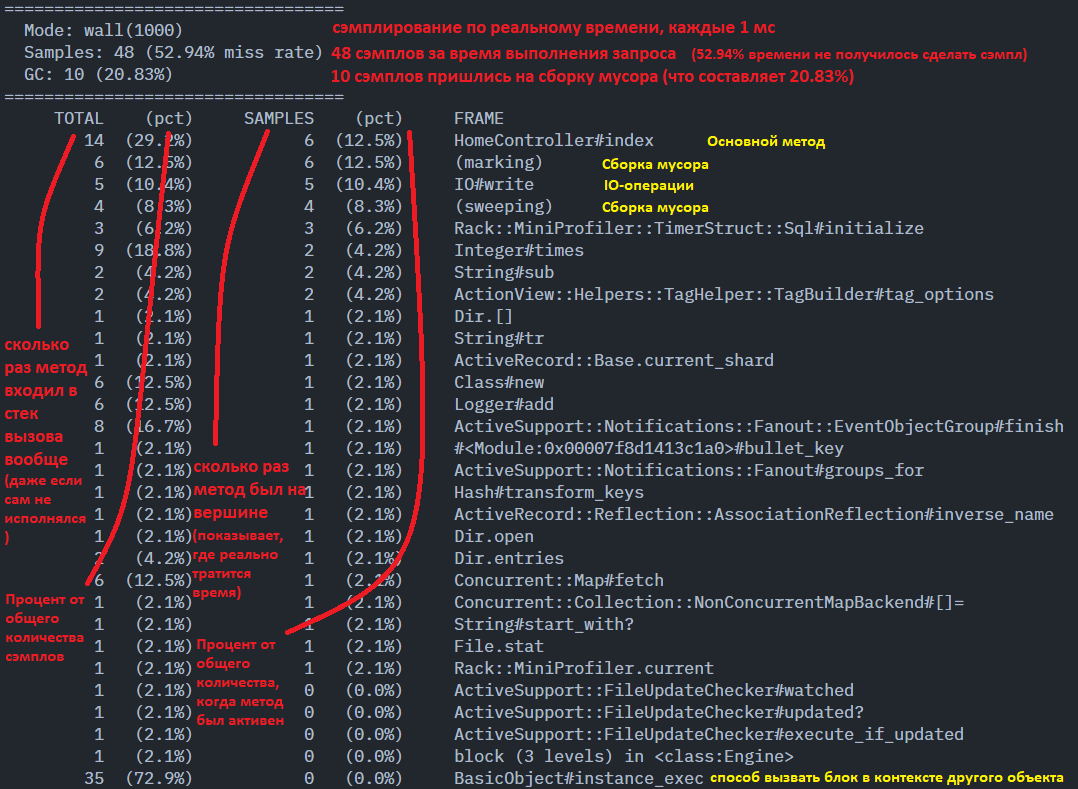 ==================================
Mode: wall(1000) сэмплирование по реальному времени, каждые 1 мс
Samples: 48 (52.94% miss rate) 48 сэмплов за время выполнения запроса (52.94% времени не получилось сделать сэмпл)
GC: 10 (20.83%) 10 сэмплов пришлись на сборку мусора (что составляет 20.83%)
==================================
TOTAL (pct) SAMPLES (pct) FRAME
14 (29.2%) 6 (12.5%) HomeController#index Основной метод
6 (12.5%) 6 (12.5%) (marking) Сборка мусора
5 (10.4%) 5 (10.4%) IO#write IO-операции
4 (8.3%) 4 (8.3%) (sweeping) Сборка мусора
3 (6.2%) 3 (6.2%) Rack::MiniProfiler::TimerStruct::Sql#initialize
9 (18.8%) 2 (4.2%) Integer#times
2 (4.2%) 2 (4.2%) String#sub
2 (4.2%) 2 (4.2%) ActionView::Helpers::TagHelper::TagBuilder#tag_options
1 (2.1%) 1 (2.1%) Dir.[]
1 (2.1%) 1 (2.1%) String#tr
1 (2.1%) 1 (2.1%) ActiveRecord::Base.current_shard
6 (12.5%) 1 (2.1%) Class#new
6 (12.5%) 1 (2.1%) Logger#add
8 (16.7%) 1 (2.1%) ActiveSupport::Notifications::Fanout::EventObjectGroup#finish
1 (2.1%) 1 (2.1%) #<Module:0x00007f8d1413c1a0>#bullet_key
1 (2.1%) 1 (2.1%) ActiveSupport::Notifications::Fanout#groups_for
1 (2.1%) 1 (2.1%) Hash#transform_keys
1 (2.1%) 1 (2.1%) ActiveRecord::Reflection::AssociationReflection#inverse_name
1 (2.1%) 1 (2.1%) Dir.open
2 (4.2%) 1 (2.1%) Dir.entries
6 (12.5%) 1 (2.1%) Concurrent::Map#fetch
1 (2.1%) 1 (2.1%) Concurrent::Collection::NonConcurrentMapBackend#[]=
1 (2.1%) 1 (2.1%) String#start_with?
1 (2.1%) 1 (2.1%) File.stat
1 (2.1%) 1 (2.1%) Rack::MiniProfiler.current
1 (2.1%) 0 (0.0%) ActiveSupport::FileUpdateChecker#watched
1 (2.1%) 0 (0.0%) ActiveSupport::FileUpdateChecker#updated?
1 (2.1%) 0 (0.0%) ActiveSupport::FileUpdateChecker#execute_if_updated
1 (2.1%) 0 (0.0%) block (3 levels) in <class:Engine>
35 (72.9%) 0 (0.0%) BasicObject#instance_exec способ вызвать блок в контексте другого объекта
сколько
раз метод
входил в
стек
вызова
вообще
(даже если
сам не
исполнялся
)
Процент от
общего
количества
сэмплов
сколько раз
метод был на
вершине
(показывает,
где реально
тратится
время)
Процент от
общего
количества,
когда метод
был активен